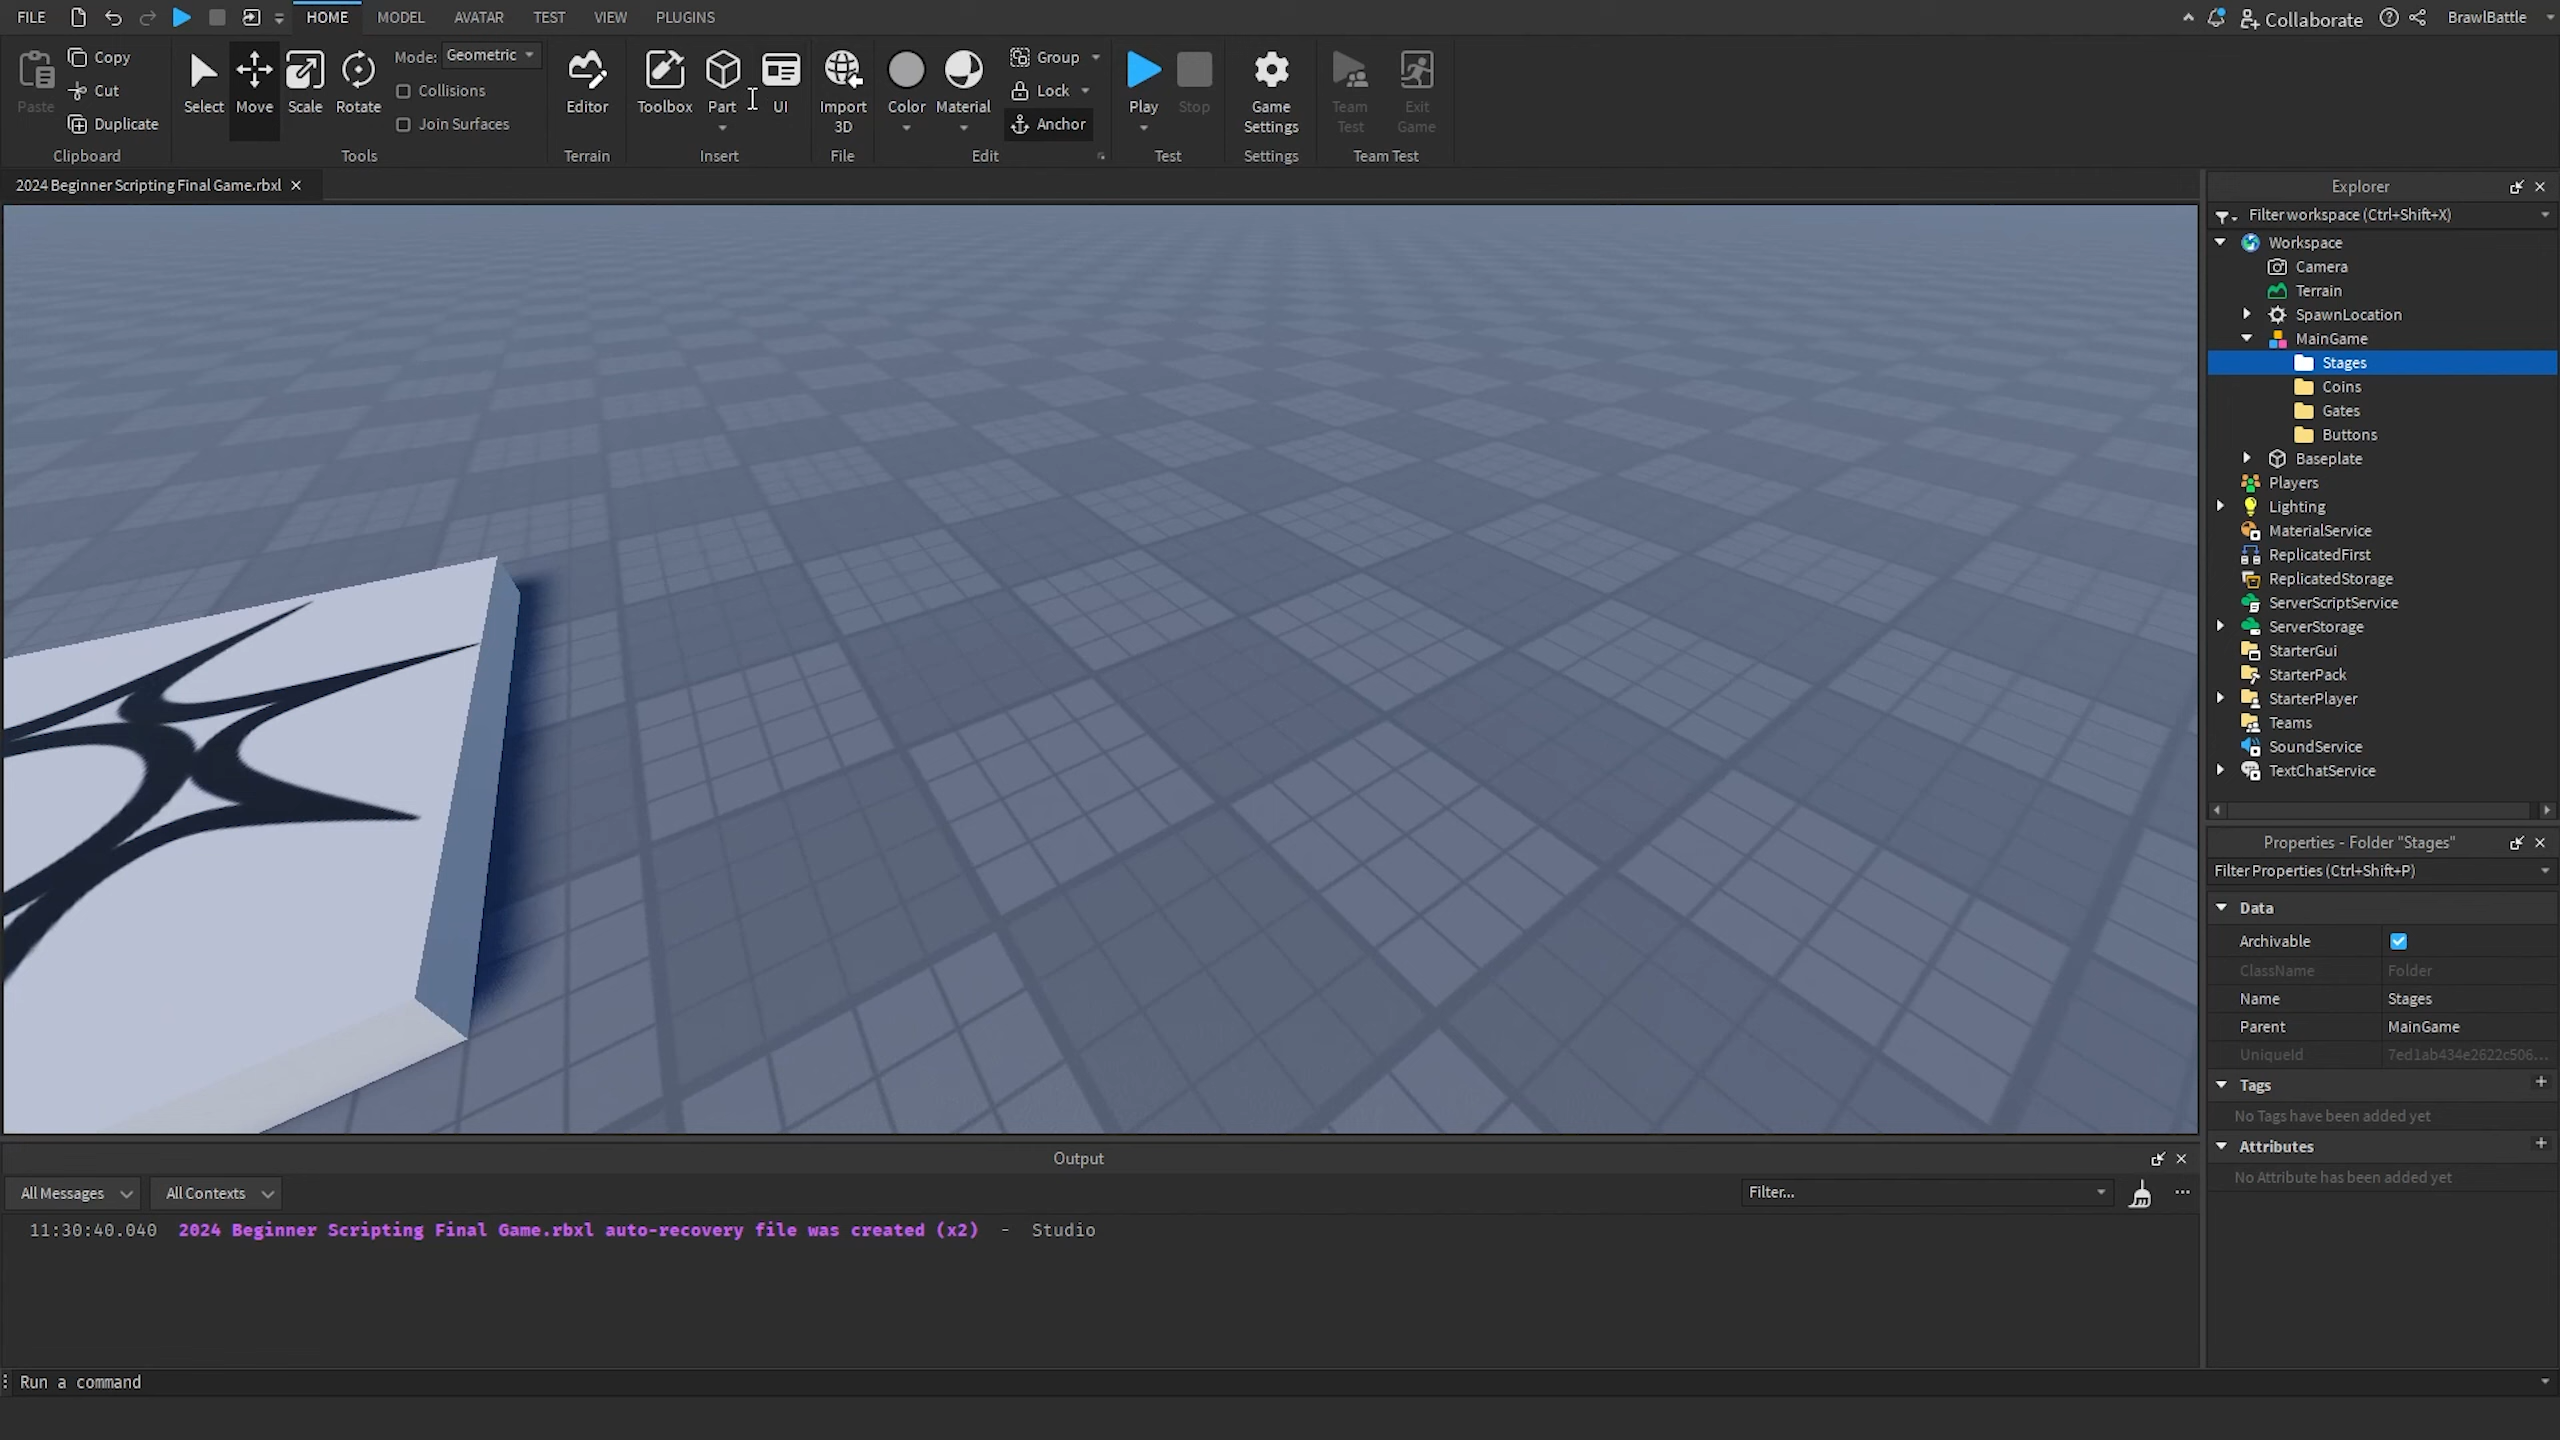 FILE HOME MODEL AVATAR TEST VIEW PLUGINS Collaborate BrawlBattle
Paste Copy Cut Duplicate Clipboard
Select Move Scale Rotate Mode: Geometric Collisions Join Surfaces Tools
Editor Terrain
Toolbox Part UI Insert
Import 3D File
Color Material Group Lock Anchor Edit
Play Stop Test
Game Settings Settings
Team Test Exit Game Team Test
2024 Beginner Scripting Final Game.rbxl
Explorer
Filter workspace (Ctrl+Shift+X)
Workspace
Camera
Terrain
SpawnLocation
MainGame
Stages
Coins
Gates
Buttons
Baseplate
Players
Lighting
MaterialService
ReplicatedFirst
ReplicatedStorage
ServerScriptService
ServerStorage
StarterGui
StarterPack
StarterPlayer
Teams
SoundService
TextChatService
Properties - Folder "Stages"
Filter Properties (Ctrl+Shift+P)
Data
Archivable
ClassName Folder
Name Stages
Parent MainGame
UniqueId 7ed1ab434e2622c506...
Tags
No Tags have been added yet
Attributes
No Attribute has been added yet
Output
All Messages All Contexts Filter...
11:30:40.040 2024 Beginner Scripting Final Game.rbxl auto-recovery file was created (x2) - Studio
Run a command